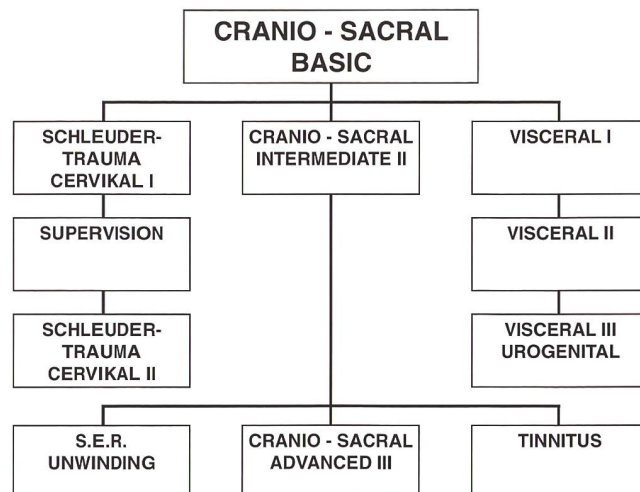 CRANIO - SACRAL
BASIC
SCHLEUDER-
TRAUMA
CERVIKAL I
CRANIO - SACRAL
INTERMEDIATE II
VISCERAL I
SUPERVISION
VISCERAL II
SCHLEUDER-
TRAUMA
CERVIKAL II
VISCERAL III
UROGENITAL
S.E.R.
UNWINDING
CRANIO - SACRAL
ADVANCED III
TINNITUS